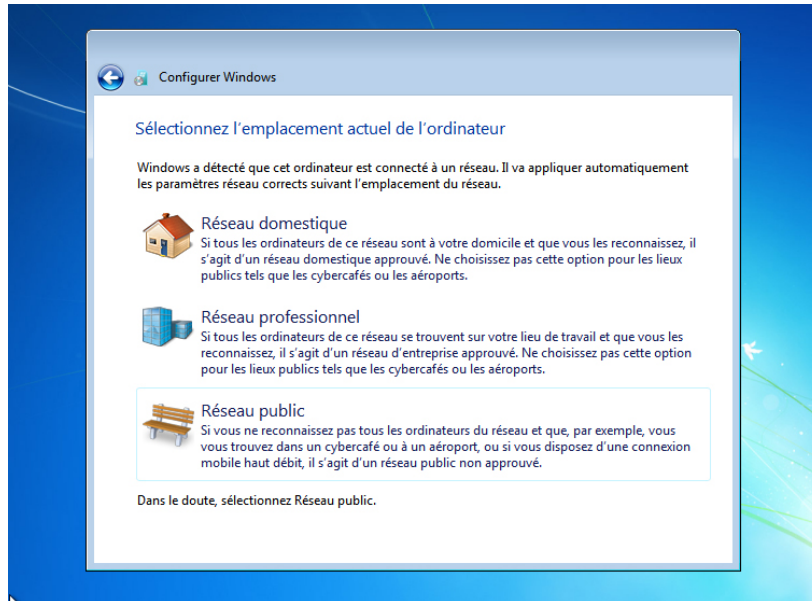 Configurer Windows
Sélectionnez l'emplacement actuel de l'ordinateur
Windows a détecté que cet ordinateur est connecté à un réseau. Il va appliquer automatiquement
les paramètres réseau corrects suivant l'emplacement du réseau.
Réseau domestique
Si tous les ordinateurs de ce réseau sont à votre domicile et que vous les reconnaissez, il
s'agit d'un réseau domestique approuvé. Ne choisissez pas cette option pour les lieux
publics tels que les cybercafés ou les aéroports.
Réseau professionnel
Si tous les ordinateurs de ce réseau se trouvent sur votre lieu de travail et que vous les
reconnaissez, il s'agit d'un réseau d'entreprise approuvé. Ne choisissez pas cette option
pour les lieux publics tels que les cybercafés ou les aéroports.
Réseau public
Si vous ne reconnaissez pas tous les ordinateurs du réseau et que, par exemple, vous
vous trouvez dans un cybercafé ou à un aéroport, ou si vous disposez d'une connexion
mobile haut débit, il s'agit d'un réseau public non approuvé.
Dans le doute, sélectionnez Réseau public.